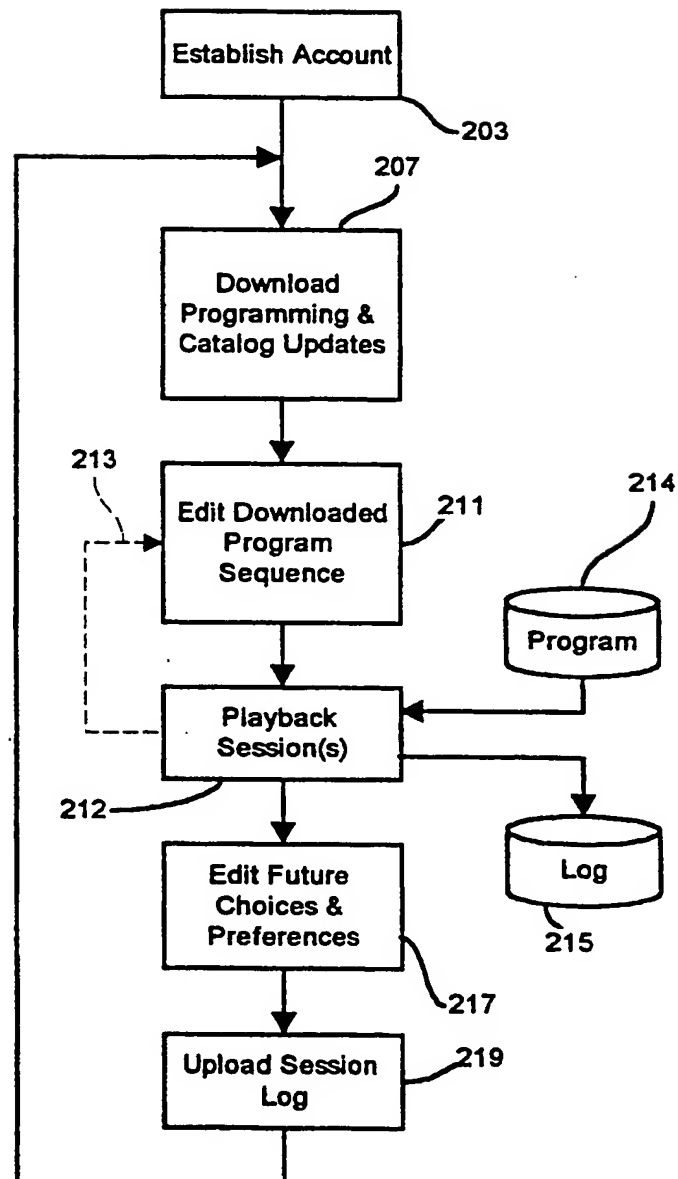 Establish Account
203
207
Download
Programming &
Catalog Updates
213
Edit Downloaded
Program
Sequence
211
214
Program
Playback
Session(s)
212
Log
215
Edit Future
Choices &
Preferences
217
Upload Session
Log
219